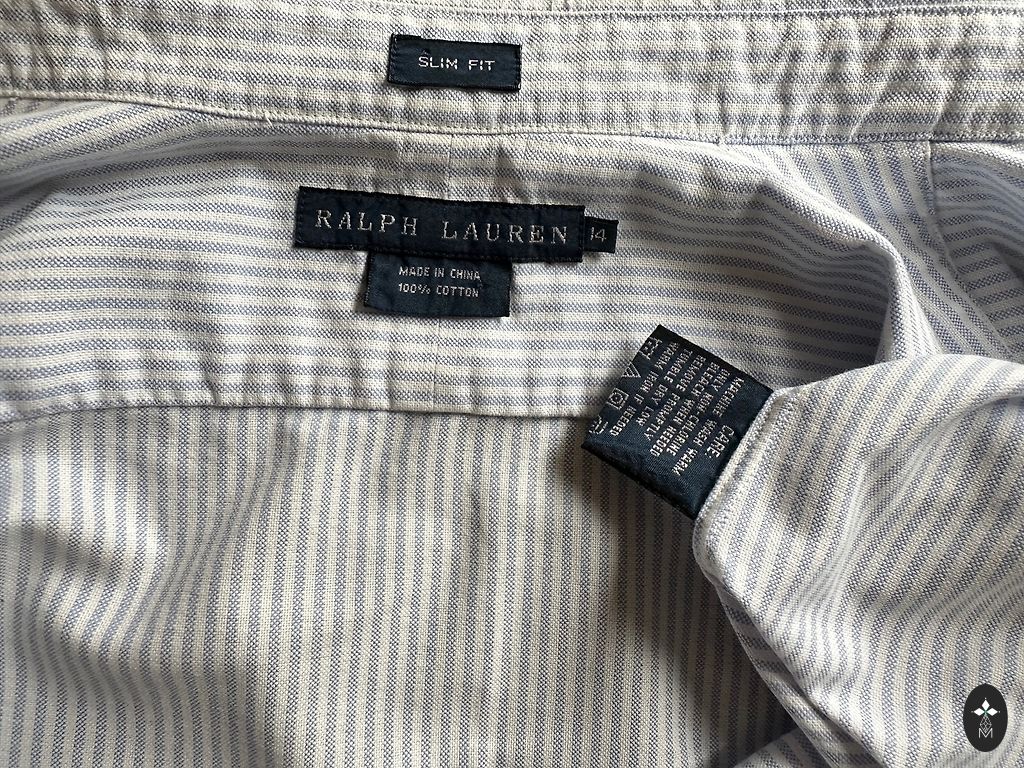 SLIM FIT
RALPH LAUREN
14
MADE IN CHINA
100% COTTON
CARE
MACHINE WASH WARM
ONLY NON-CHLORINE
BLEACH WHEN NEEDED
REMOVE PROMPTLY
TUMBLE DRY LOW
WARM IRON IF NEEDED
M